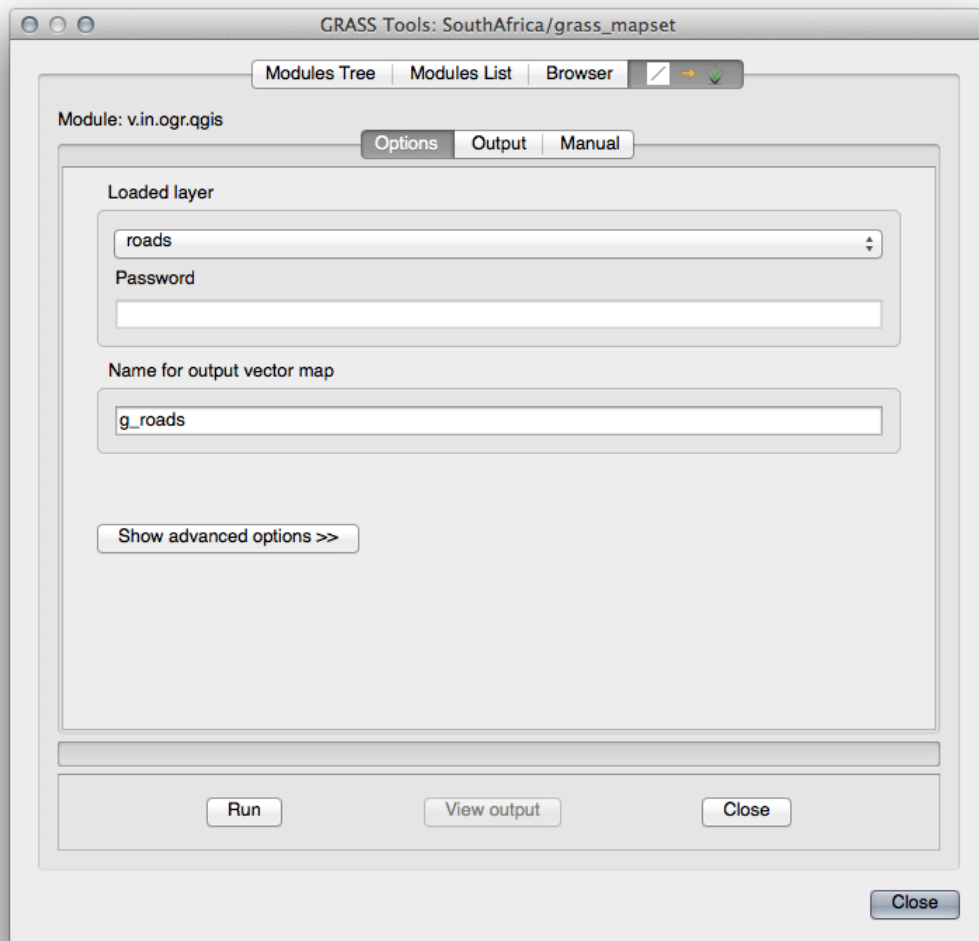 GRASS Tools: SouthAfrica/grass_mapset
Modules Tree Modules List Browser
Module: v.in.ogr.qgis
Options Output Manual
Loaded layer
roads
Password
Name for output vector map
g_roads
Show advanced options >>
Run View output Close
Close